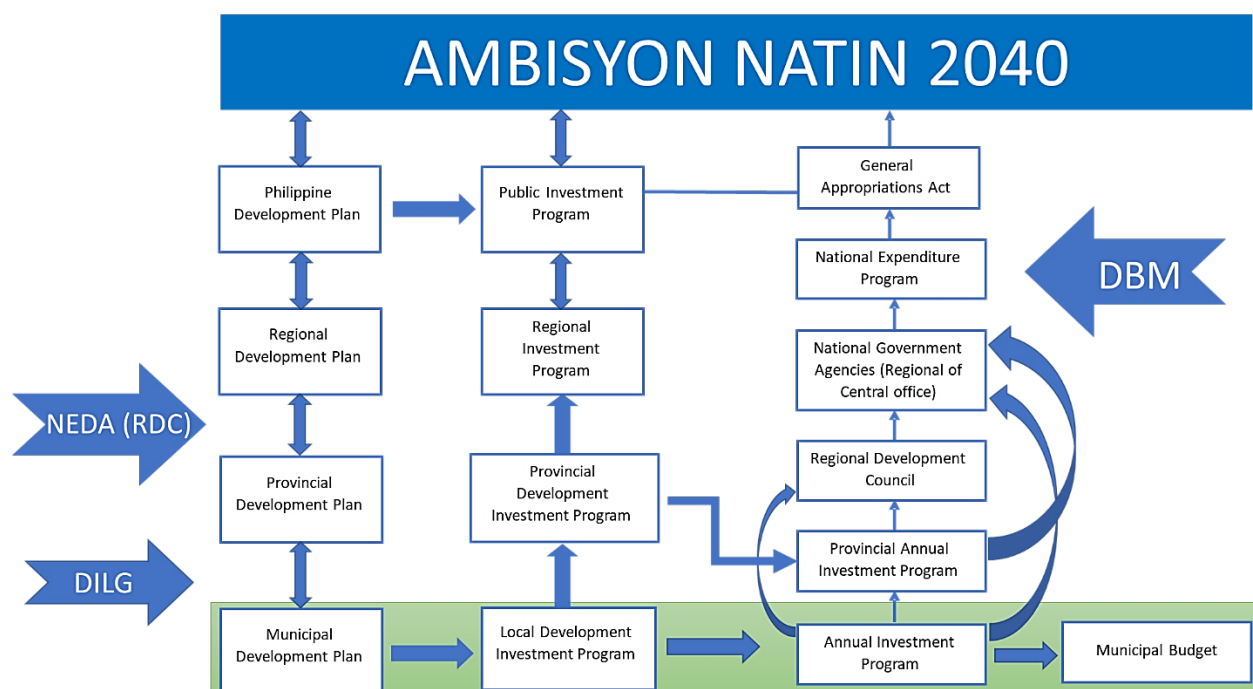 AMBISYON NATIN 2040
Philippine
Development Plan
Public Investment
Program
General
Appropriations Act
National Expenditure
Program
DBM
Regional
Development Plan
Regional
Investment
Program
National Government
Agencies (Regional of
Central office)
NEDA (RDC)
Provincial
Development Plan
Provincial
Development
Investment Program
Regional Development
Council
Provincial Annual
Investment Program
DILG
Municipal
Development Plan
Local Development
Investment Program
Annual Investment
Program
Municipal Budget